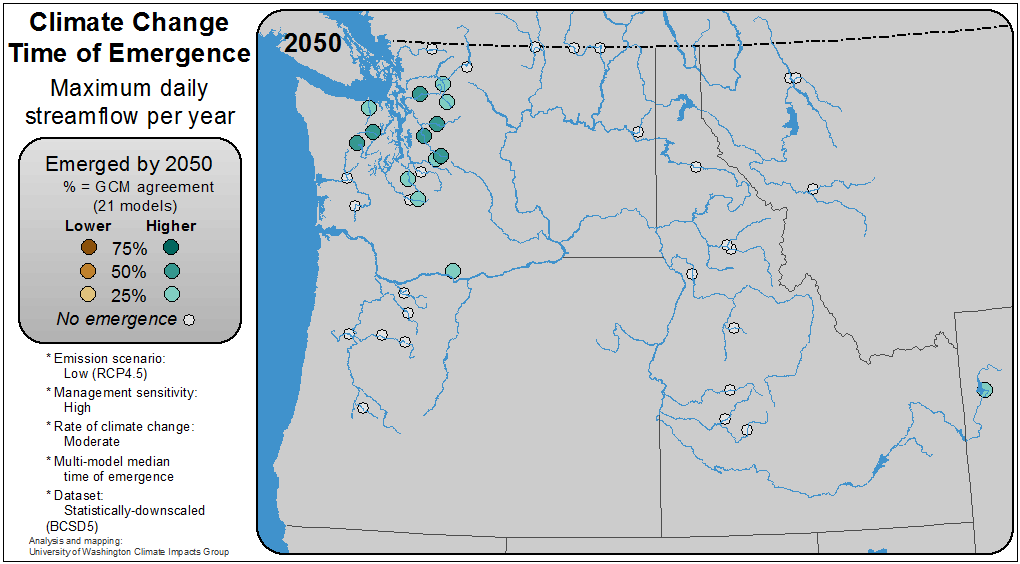 Climate Change
Time of Emergence
Maximum daily
streamflow per year
Emerged by 2050
% = GCM agreement
(21 models)
Lower Higher
75%
50%
25%
No emergence
* Emission scenario:
Low (RCP4.5)
* Management sensitivity:
High
* Rate of climate change:
Moderate
* Multi-model median
time of emergence
* Dataset:
Statistically-downscaled
(BCSD5)
Analysis and mapping:
University of Washington Climate Impacts Group
2050